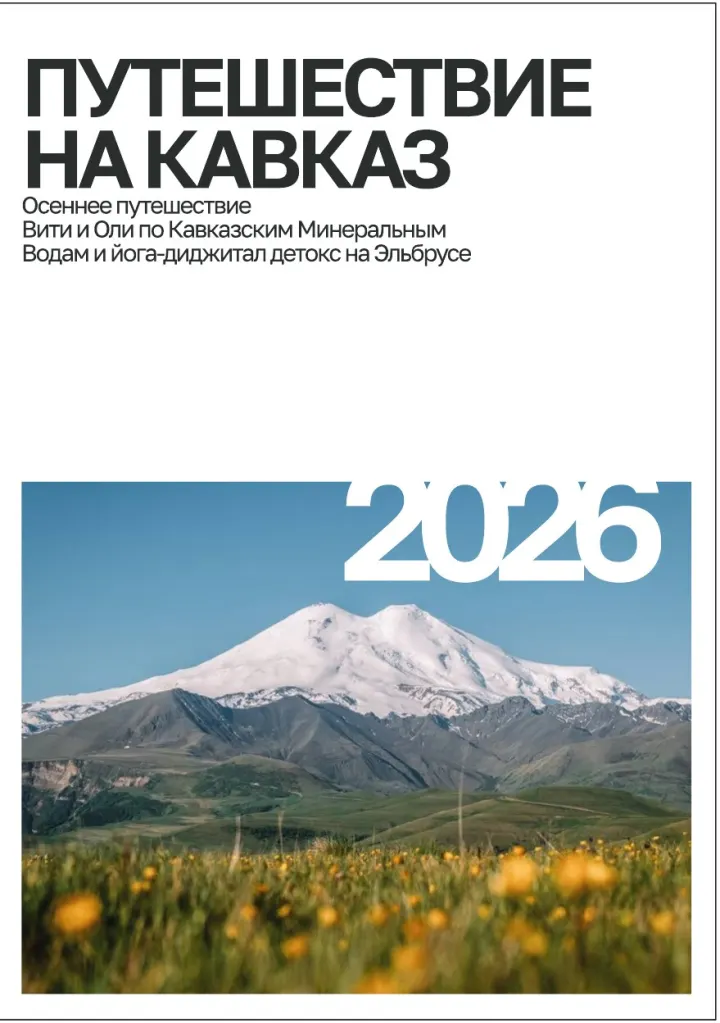 ПУТЕШЕСТВИЕ
НА КАВКАЗ
Осеннее путешествие
Вити и Оли по Кавказским Минеральным
Водам и йога-диджитал детокс на Эльбрусе
2026